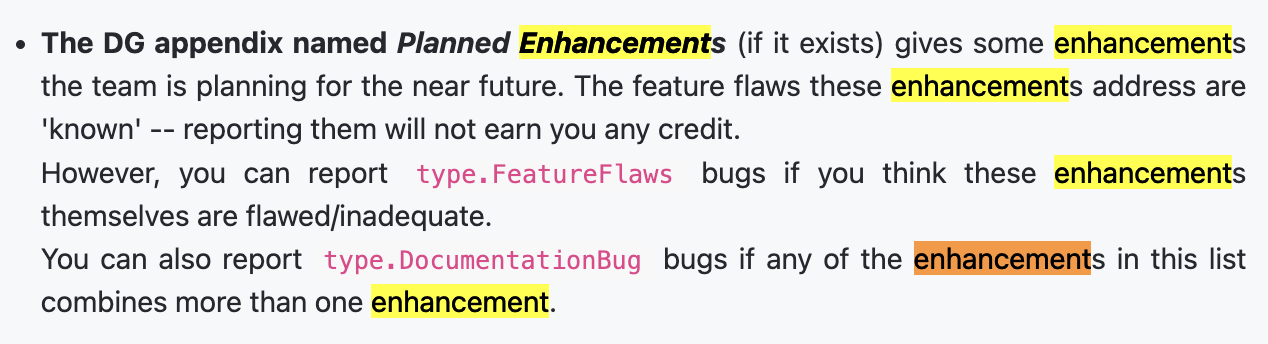 • The DG appendix named Planned Enhancements (if it exists) gives some enhancements
the team is planning for the near future. The feature flaws these enhancements address are
'known' -- reporting them will not earn you any credit.
However, you can report type.FeatureFlaws bugs if you think these enhancements
themselves are flawed/inadequate.
You can also report type.DocumentationBug bugs if any of the enhancements in this list
combines more than one enhancement.